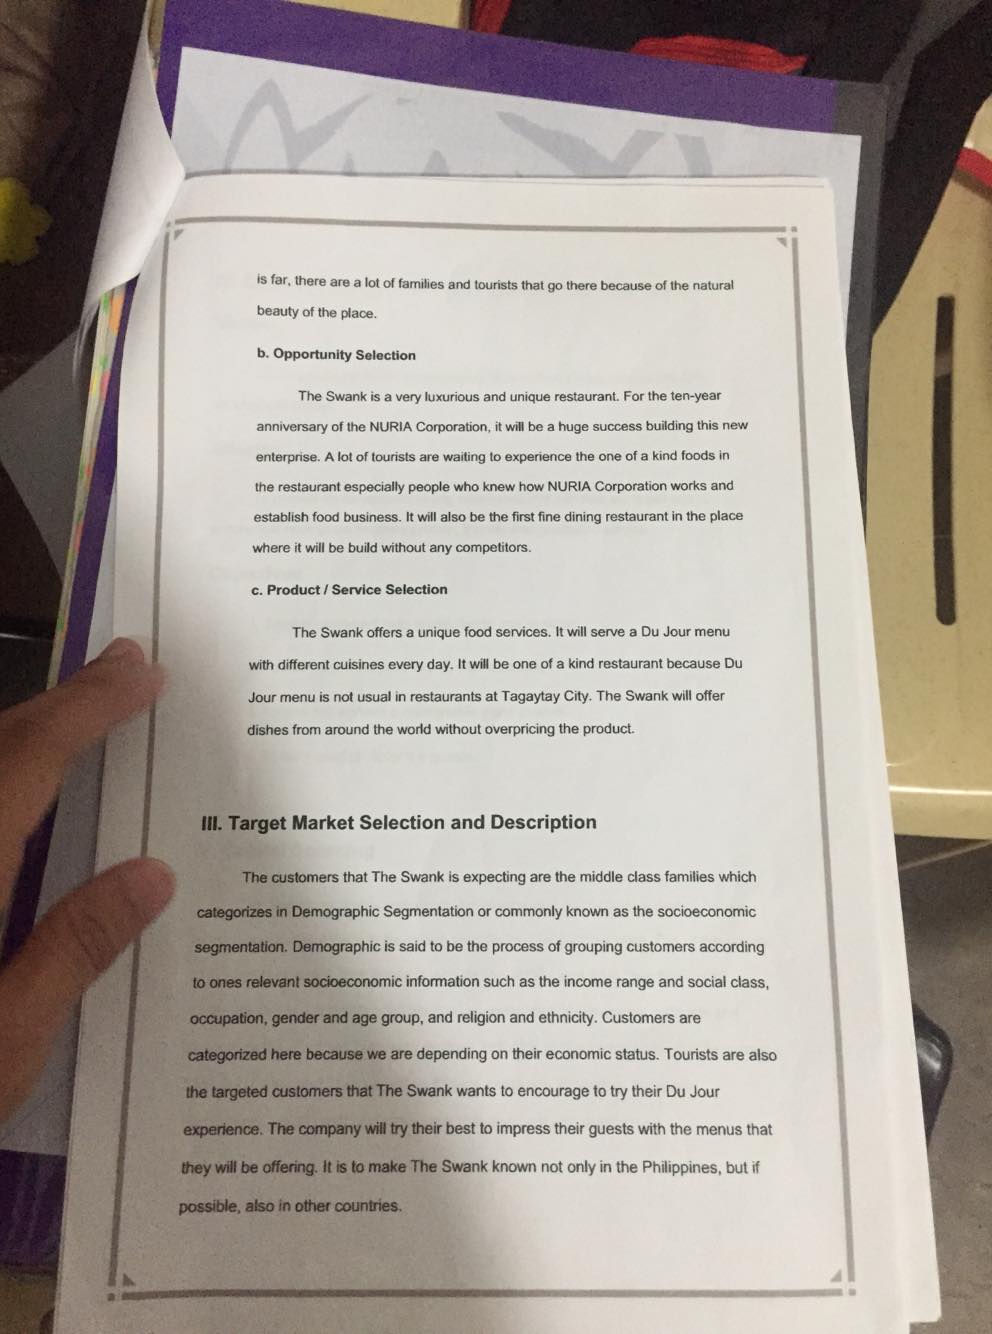 is far, there are a lot of families and tourists that go there because of the natural
beauty of the place.
b. Opportunity Selection
The Swank is a very luxurious and unique restaurant. For the ten-year
anniversary of the NURIA Corporation, it will be a huge success building this new
enterprise. A lot of tourists are waiting to experience the one of a kind foods in
the restaurant especially people who knew how NURIA Corporation works and
establish food business. It will also be the first fine dining restaurant in the place
where it will be build without any competitors.
c. Product / Service Selection
The Swank offers a unique food services. It will serve a Du Jour menu
with different cuisines every day. It will be one of a kind restaurant because Du
Jour menu is not usual in restaurants at Tagaytay City. The Swank will offer
dishes from around the world without overpricing the product.
III. Target Market Selection and Description
The customers that The Swank is expecting are the middle class families which
categorizes in Demographic Segmentation or commonly known as the socioeconomic
segmentation. Demographic is said to be the process of grouping customers according
to ones relevant socioeconomic information such as the income range and social class,
occupation, gender and age group, and religion and ethnicity. Customers are
categorized here because we are depending on their economic status. Tourists are also
the targeted customers that The Swank wants to encourage to try their Du Jour
experience. The company will try their best to impress their guests with the menus that
they will be offering. It is to make The Swank known not only in the Philippines, but if
possible, also in other countries.